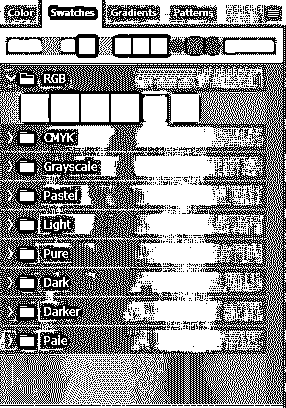 Color Swatches Gradients Patterns
RGB
CMYK
Grayscale
Pastel
Light
Pure
Dark
Darker
Pale